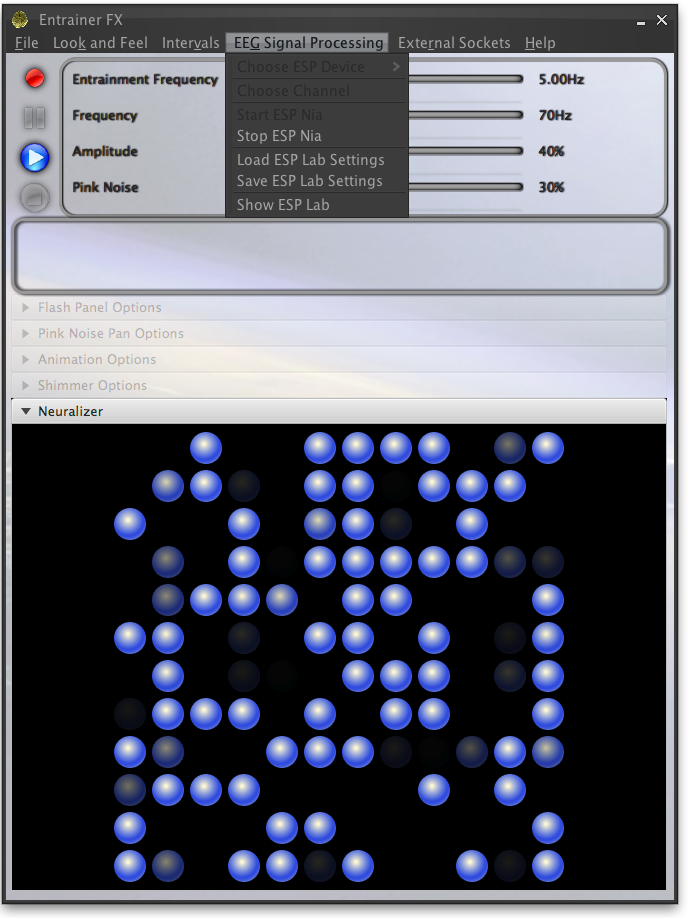 Entrainer FX
File Look and Feel Intervals EEG Signal Processing External Sockets Help
Choose ESP Device
Choose Channel
Start ESP Nia
Stop ESP Nia
Load ESP Lab Settings
Save ESP Lab Settings
Show ESP Lab
Entrainment Frequency 5.00Hz
Frequency 70Hz
Amplitude 40%
Pink Noise 30%
Flash Panel Options
Pink Noise Pan Options
Animation Options
Shimmer Options
Neuralizer